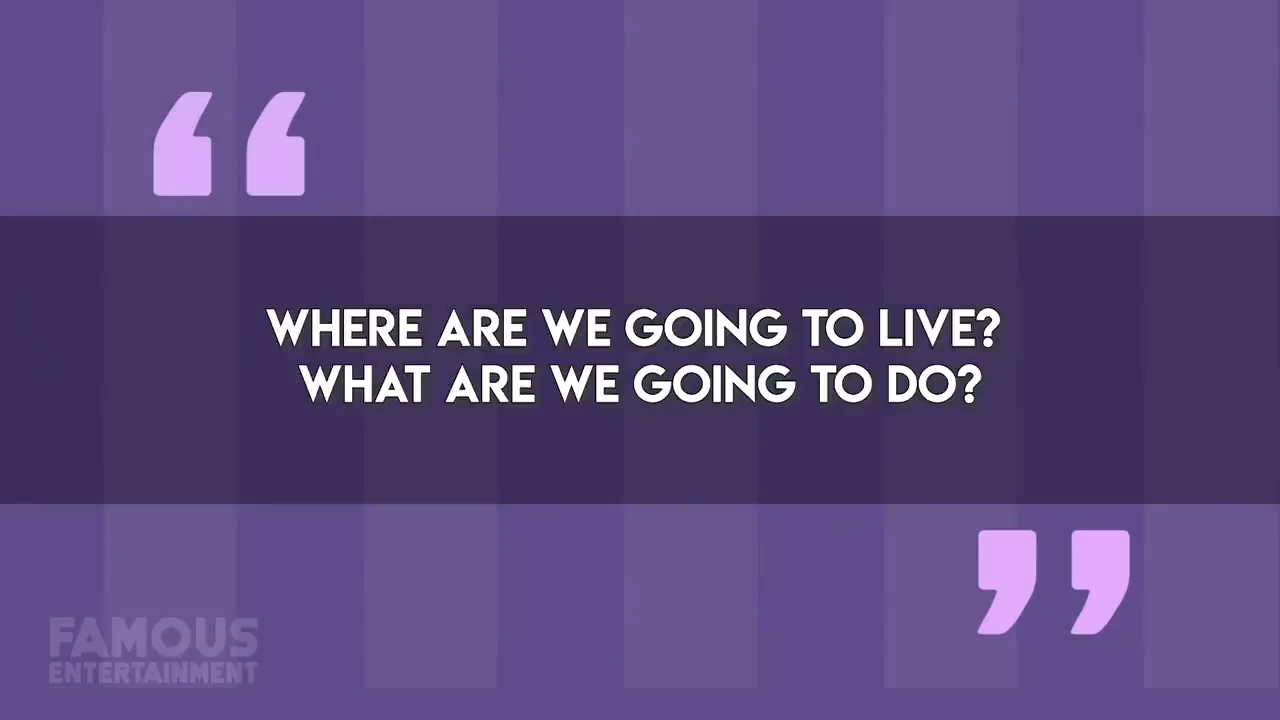 WHERE ARE WE GOING TO LIVE?
WHAT ARE WE GOING TO DO?
FAMOUS
ENTERTAINMENT